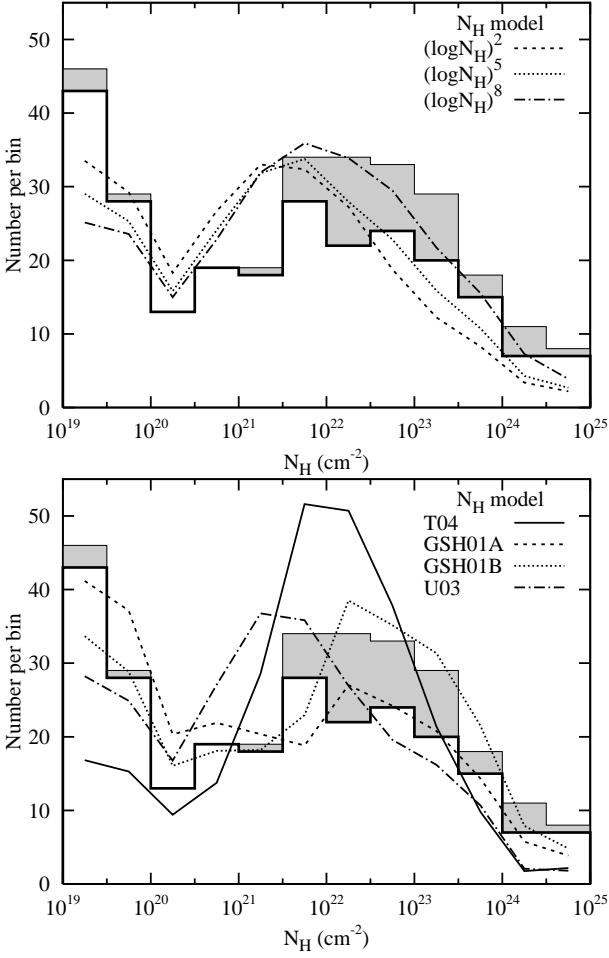 N_H model
(logN_H)^2
(logN_H)^5
(logN_H)^8
50
40
30
20
10
0
Number per bin
10^19 10^20 10^21 10^22 10^23 10^24 10^25
N_H (cm^-2)
N_H model
T04
GSH01A
GSH01B
U03
50
40
30
20
10
0
Number per bin
10^19 10^20 10^21 10^22 10^23 10^24 10^25
N_H (cm^-2)